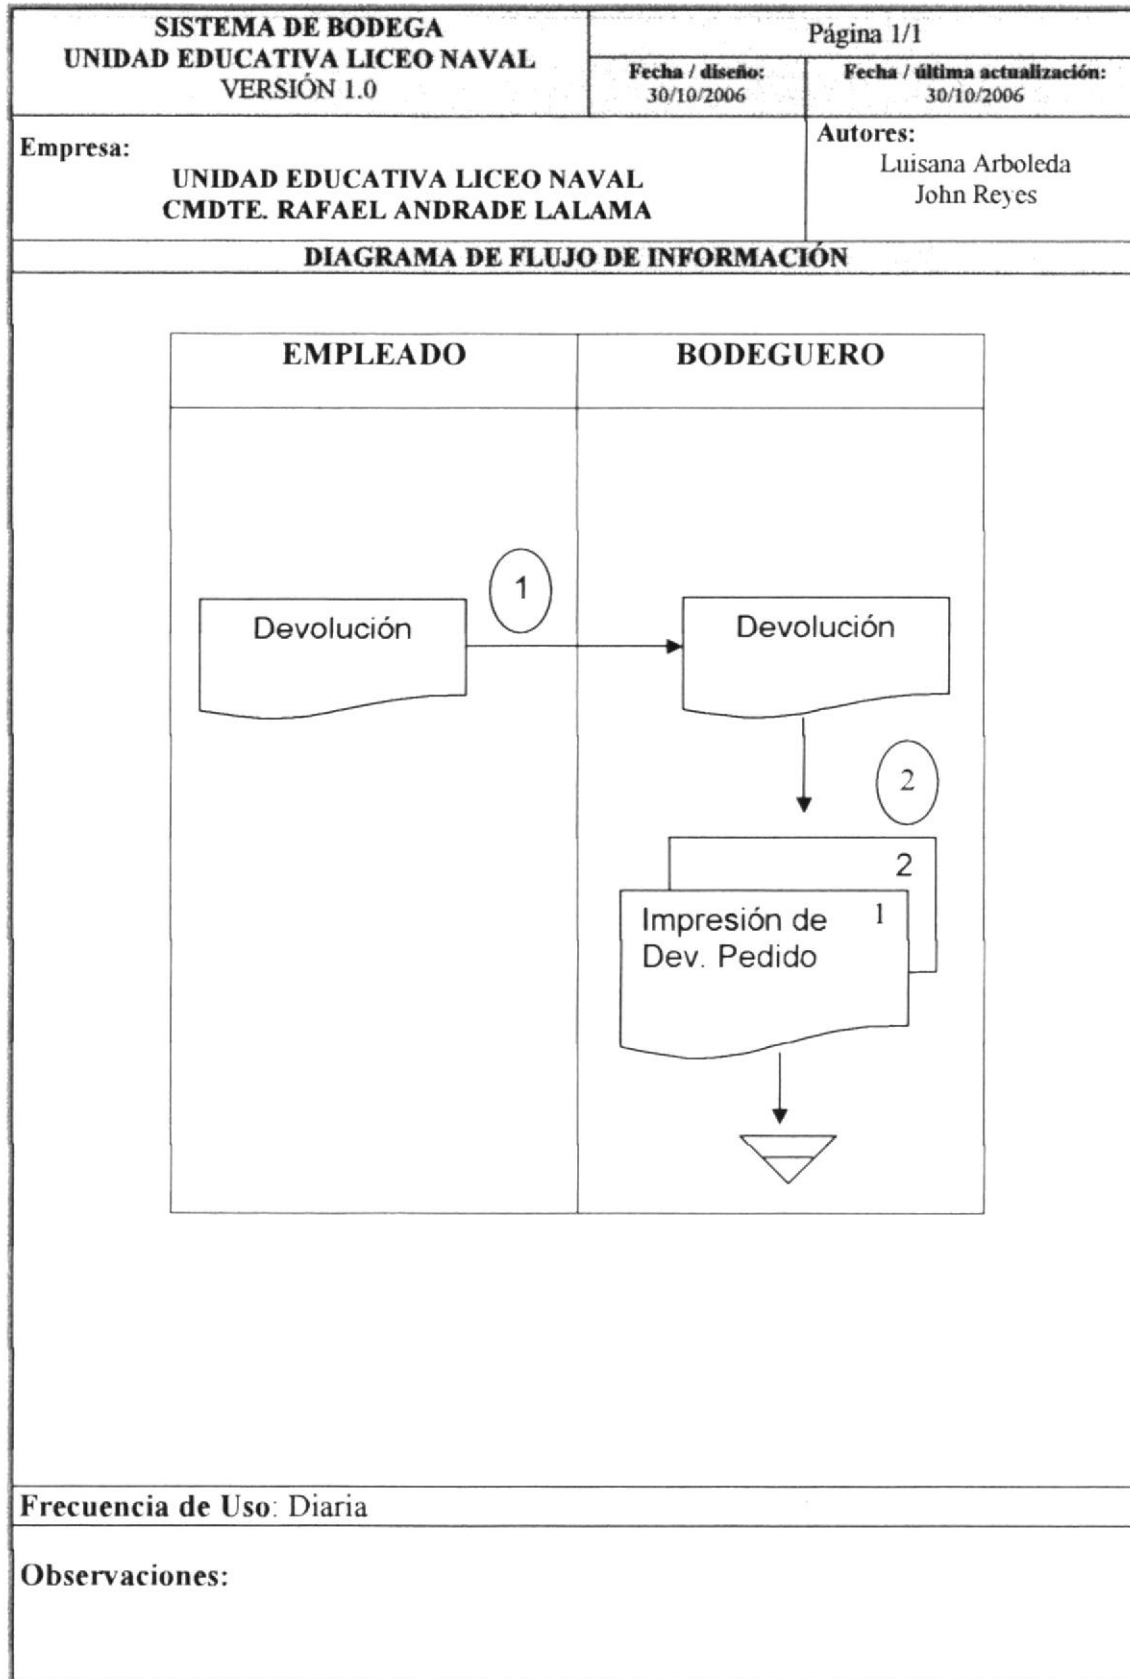 SISTEMA DE BODEGA
UNIDAD EDUCATIVA LICEO NAVAL
VERSIÓN 1.0
Página 1/1
Fecha / diseño:
30/10/2006
Fecha / última actualización:
30/10/2006
Empresa:
UNIDAD EDUCATIVA LICEO NAVAL
CMDTE. RAFAEL ANDRADE LALAMA
Autores:
Luisana Arboleda
John Reyes
DIAGRAMA DE FLUJO DE INFORMACIÓN
EMPLEADO
BODEGUERO
1
Devolución
Devolución
2
2
Impresión de 1
Dev. Pedido
Frecuencia de Uso: Diaria
Observaciones: